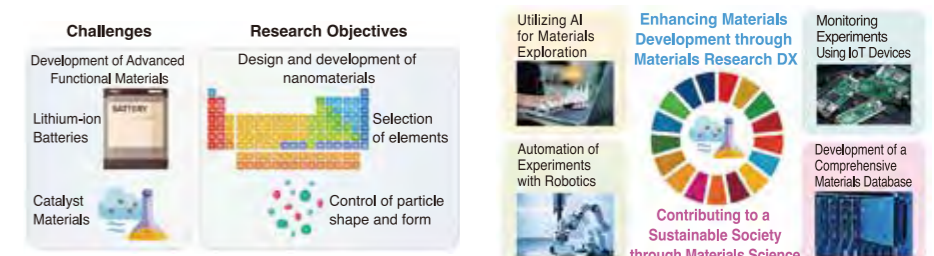 Challenges
Development of Advanced
Functional Materials
BATTERY
Lithium-ion
Batteries
Catalyst
Materials
Research Objectives
Design and development of
nanomaterials
Selection
of elements
Control of particle
shape and form
Utilizing AI
for Materials
Exploration
Automation of
Experiments
with Robotics
Enhancing Materials
Development through
Materials Research DX
Contributing to a
Sustainable Society
through Materials Science
Monitoring
Experiments
Using IoT Devices
Development of a
Comprehensive
Materials Database